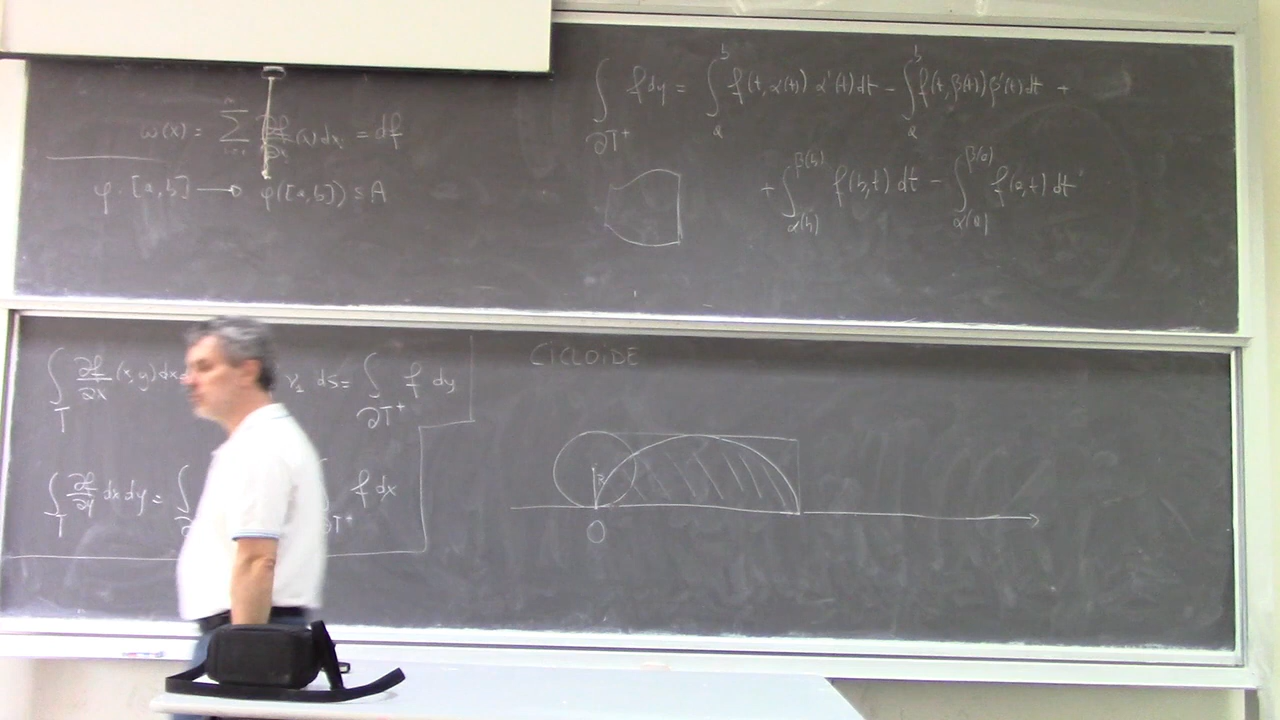 ω(x) = ∑ ∂f/∂xᵢ (x) dxᵢ = df
φ: [a,b] → φ([a,b]) ⊆ A
∫_{∂T⁺} f dy = ∫_a^b f(t,α(t)) α'(t) dt − ∫_a^b f(t,β(t)) β'(t) dt +
+ ∫_{α(b)}^{β(b)} f(b,t) dt − ∫_{α(a)}^{β(a)} f(a,t) dt
∫_T ∂f/∂x (x,y) dx ν₁ ds = ∫_{∂T⁺} f dy
∫_T ∂f/∂y dx dy = ∫ ∂T⁺ f dx
CICLOIDE
R
O